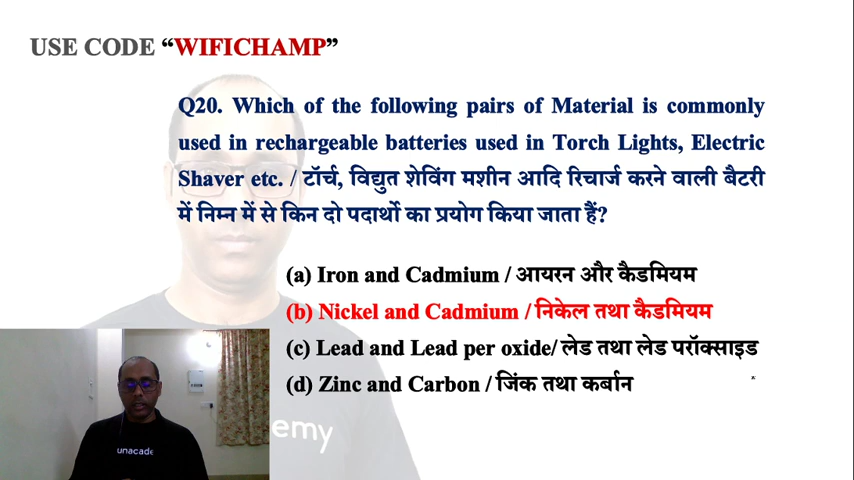 USE CODE “WIFICHAMP”
Q20. Which of the following pairs of Material is commonly
used in rechargeable batteries used in Torch Lights, Electric
Shaver etc. / टॉर्च, विद्युत शेविंग मशीन आदि रिचार्ज करने वाली बैटरी
में निम्न में से किन दो पदार्थो का प्रयोग किया जाता हैं?
(a) Iron and Cadmium / आयरन और कैडमियम
(b) Nickel and Cadmium / निकेल तथा कैडमियम
(c) Lead and Lead per oxide/ लेड तथा लेड परॉक्साइड
(d) Zinc and Carbon / जिंक तथा कर्बान
emy
unacade